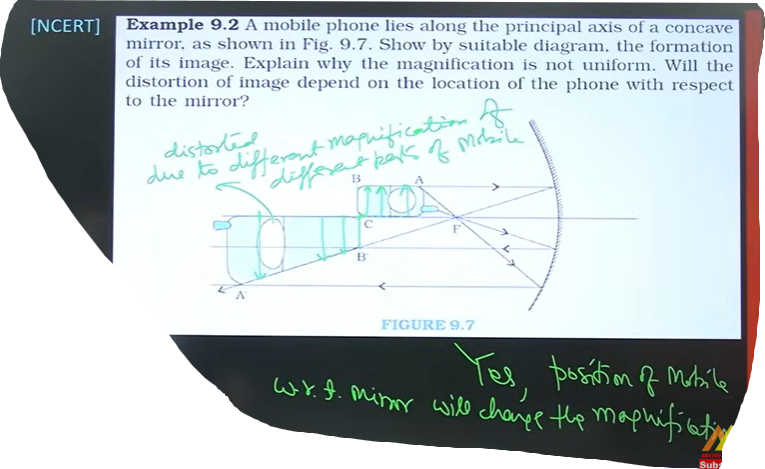 [NCERT]
Example 9.2 A mobile phone lies along the principal axis of a concave
mirror, as shown in Fig. 9.7. Show by suitable diagram, the formation
of its image. Explain why the magnification is not uniform. Will the
distortion of image depend on the location of the phone with respect
to the mirror?
distorted
due to different magnification of
different parts of Mobile
B A
C
F
B'
A'
FIGURE 9.7
Yes, position of Mobile
w.r.t. mirror will change the magnification
Subs